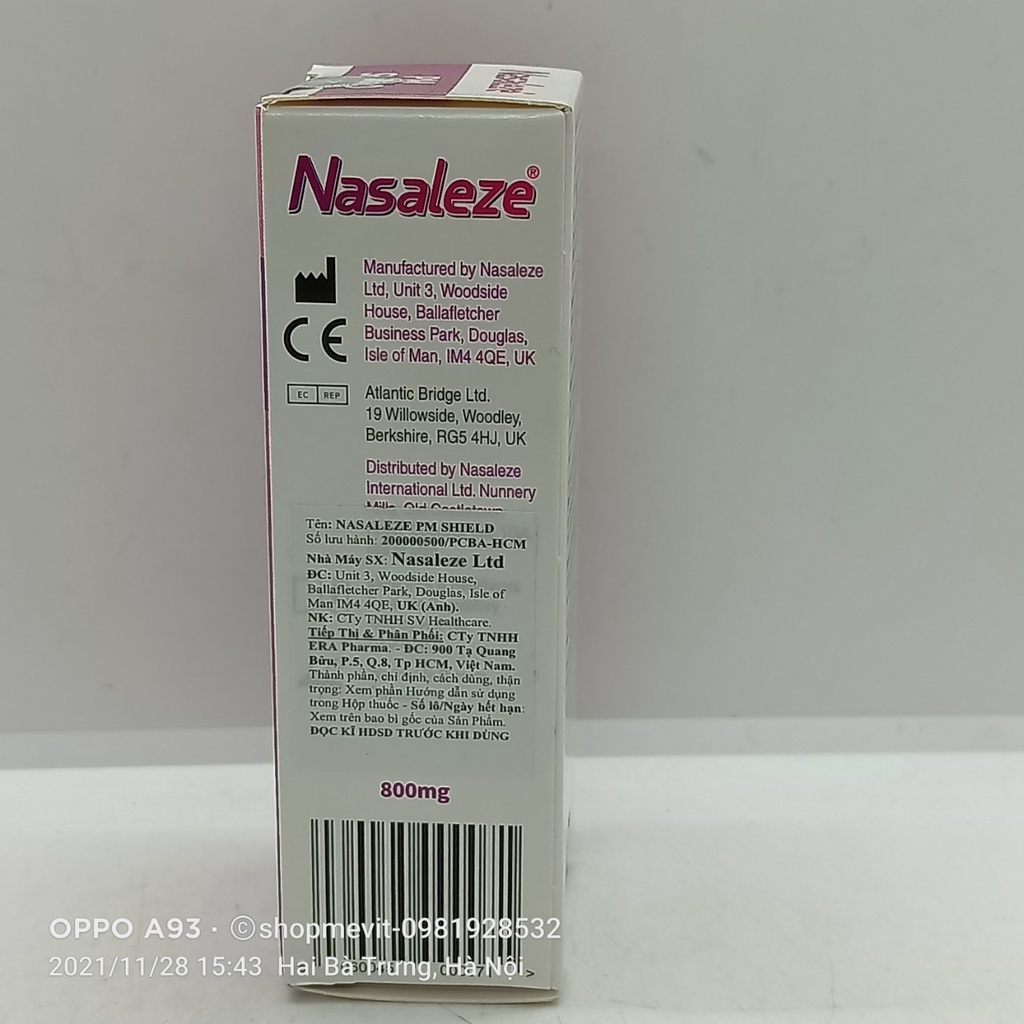 Nasaleze®
Manufactured by Nasaleze
Ltd, Unit 3, Woodside
House, Ballafletcher
Business Park, Douglas,
Isle of Man, IM4 4QE, UK
CE
EC REP
Atlantic Bridge Ltd.
19 Willowside, Woodley,
Berkshire, RG5 4HJ, UK
Distributed by Nasaleze
International Ltd. Nunnery
Mills, Old Castletown
Tên: NASALEZE PM SHIELD
Số lưu hành: 200000500/PCBA-HCM
Nhà Máy SX: Nasaleze Ltd
ĐC: Unit 3, Woodside House,
Ballafletcher Park, Douglas, Isle of
Man IM4 4QE, UK (Anh).
NK: CTy TNHH SV Healthcare.
Tiếp Thị & Phân Phối: CTy TNHH
ERA Pharma. - ĐC: 900 Tạ Quang
Bửu, P.5, Q.8, Tp HCM, Việt Nam.
Thành phần, chỉ định, cách dùng, thận
trọng: Xem phần Hướng dẫn sử dụng
trong Hộp thuốc - Số lô/Ngày hết hạn:
Xem trên bao bì gốc của Sản Phẩm.
ĐỌC KĨ HDSD TRƯỚC KHI DÙNG
800mg
OPPO A93 · ©shopmevit-0981928532
2021/11/28 15:43 Hai Bà Trưng, Hà Nội